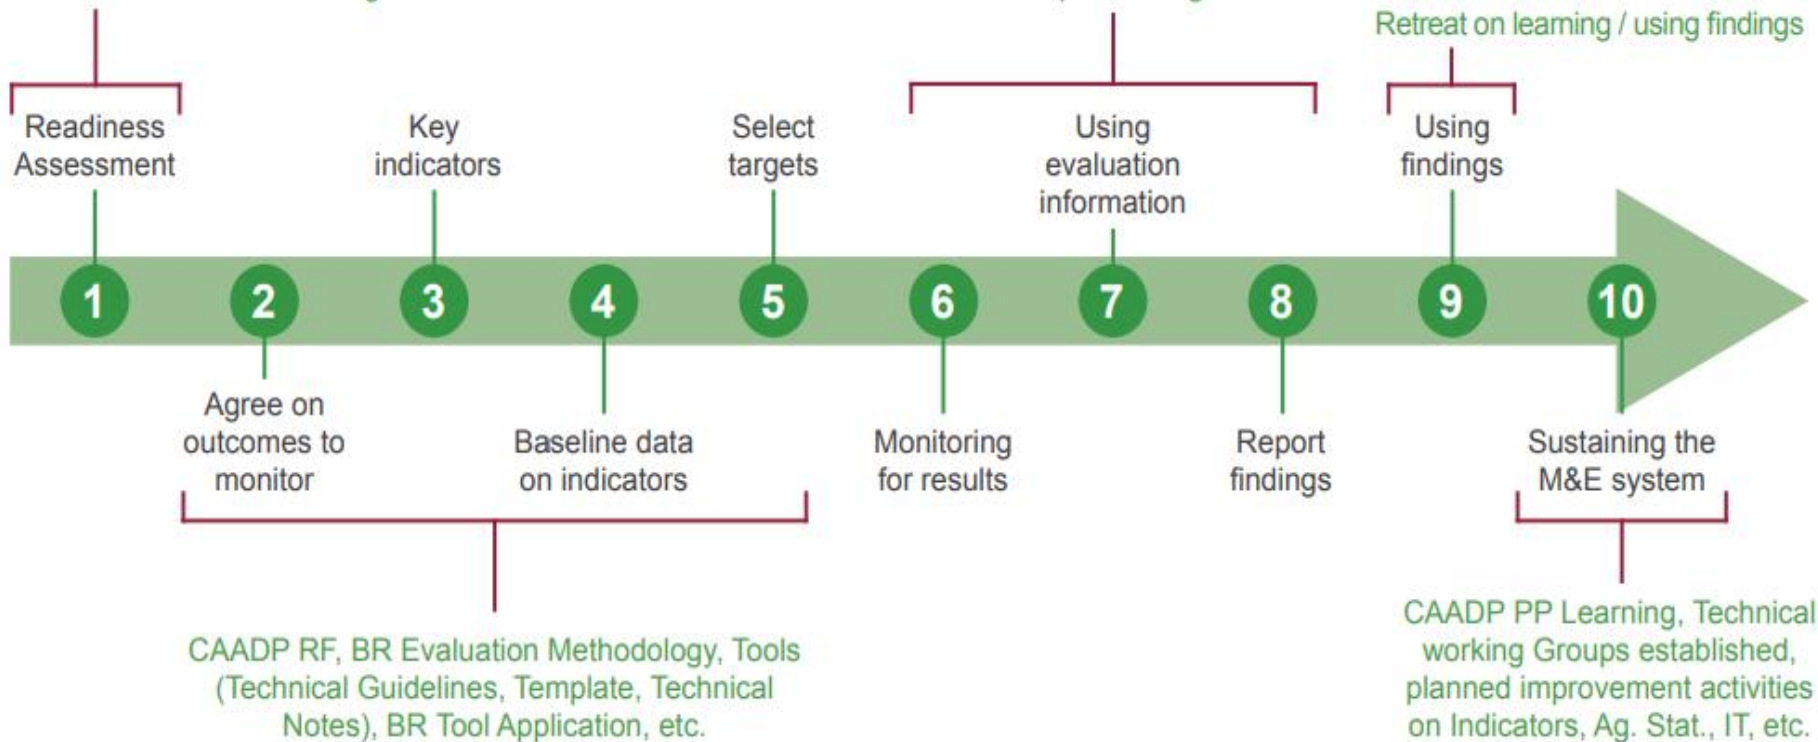 Retreat on learning / using findings
Readiness
Assessment
Key
indicators
Select
targets
Using
evaluation
information
Using
findings
1
2
3
4
5
6
7
8
9
10
Agree on
outcomes to
monitor
Baseline data
on indicators
Monitoring
for results
Report
findings
Sustaining the
M&E system
CAADP RF, BR Evaluation Methodology, Tools
(Technical Guidelines, Template, Technical
Notes), BR Tool Application, etc.
CAADP PP Learning, Technical
working Groups established,
planned improvement activities
on Indicators, Ag. Stat., IT, etc.